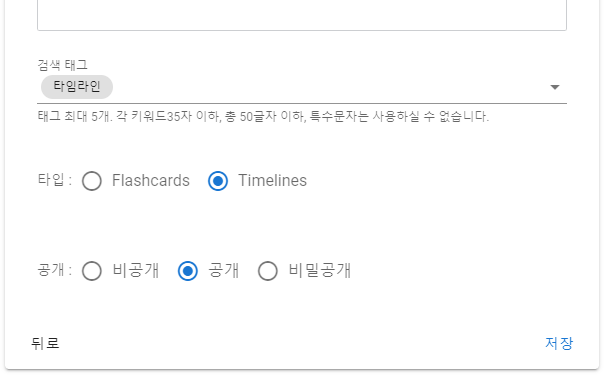 검색 태그
타임라인
태그 최대 5개. 각 키워드35자 이하, 총 50글자 이하, 특수문자는 사용하실 수 없습니다.
타입 : Flashcards Timelines
공개 : 비공개 공개 비밀공개
뒤로 저장